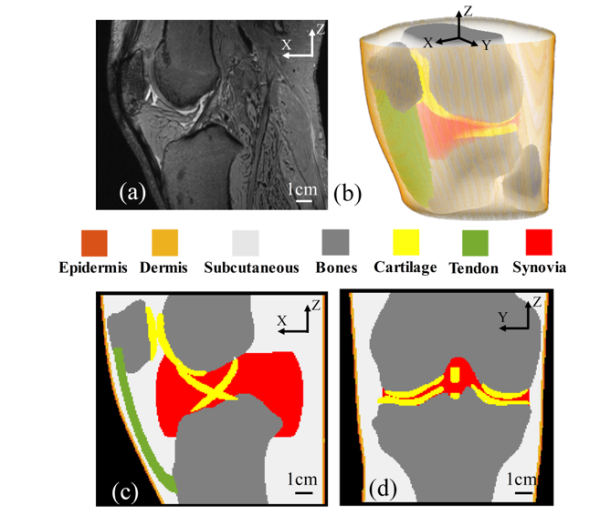 Z
X
(a)
1cm
Z
X
Y
(b)
Epidermis Dermis Subcutaneous Bones Cartilage Tendon Synovia
Z
X
(c)
1cm
Z
Y
(d)
1cm